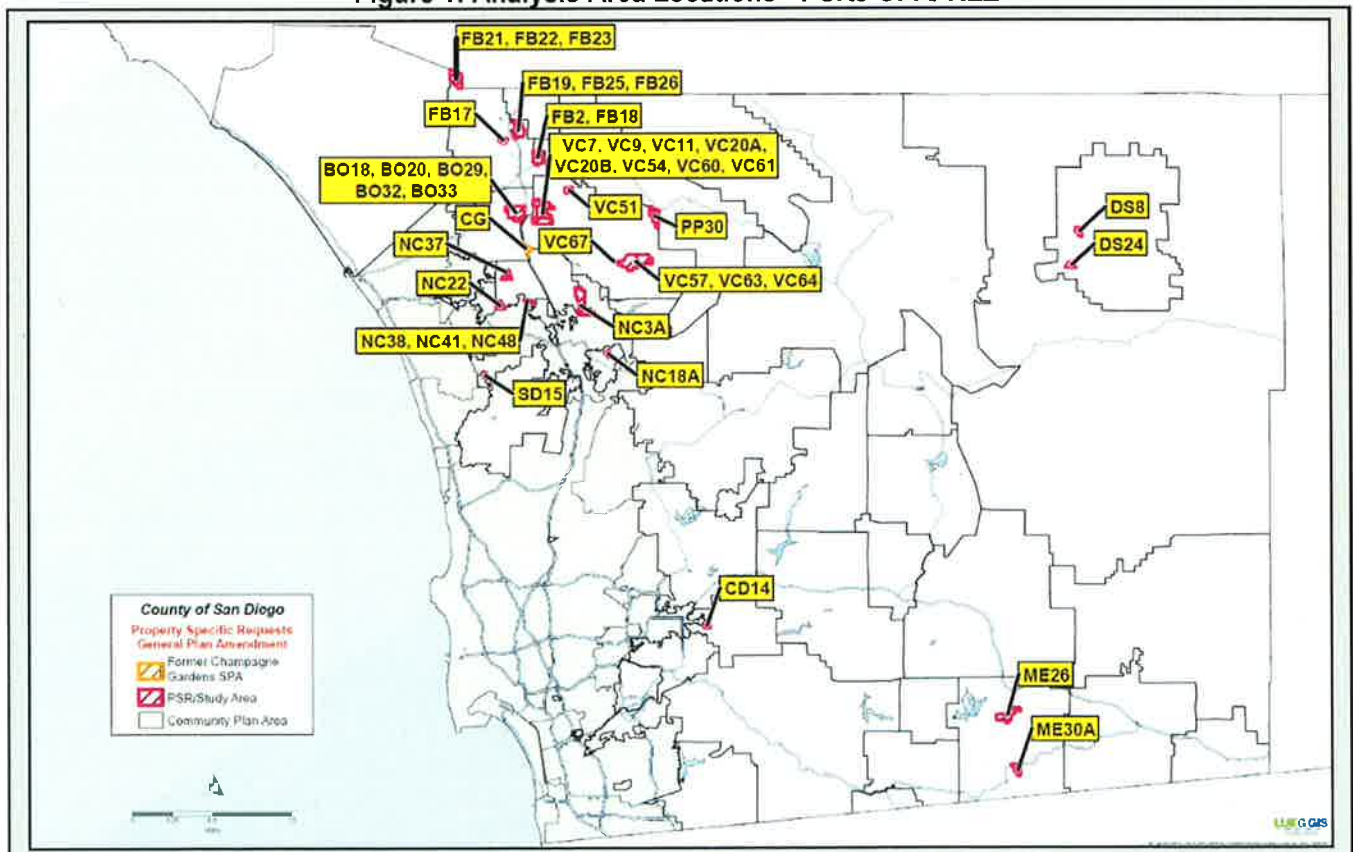 FB21, FB22, FB23
FB19, FB25, FB26
FB17
FB2, FB18
VC7, VC9, VC11, VC20A,
VC20B, VC54, VC60, VC61
BO18, BO20, BO29,
BO32, BO33
VC51
CG
PP30
DS8
NC37
VC67
DS24
NC22
VC57, VC63, VC64
NC3A
NC38, NC41, NC48
NC18A
SD15
CD14
County of San Diego
Property Specific Requests
General Plan Amendment
Former Champagne
Gardens SPA
PSR/Study Area
Community Plan Area
ME26
ME30A